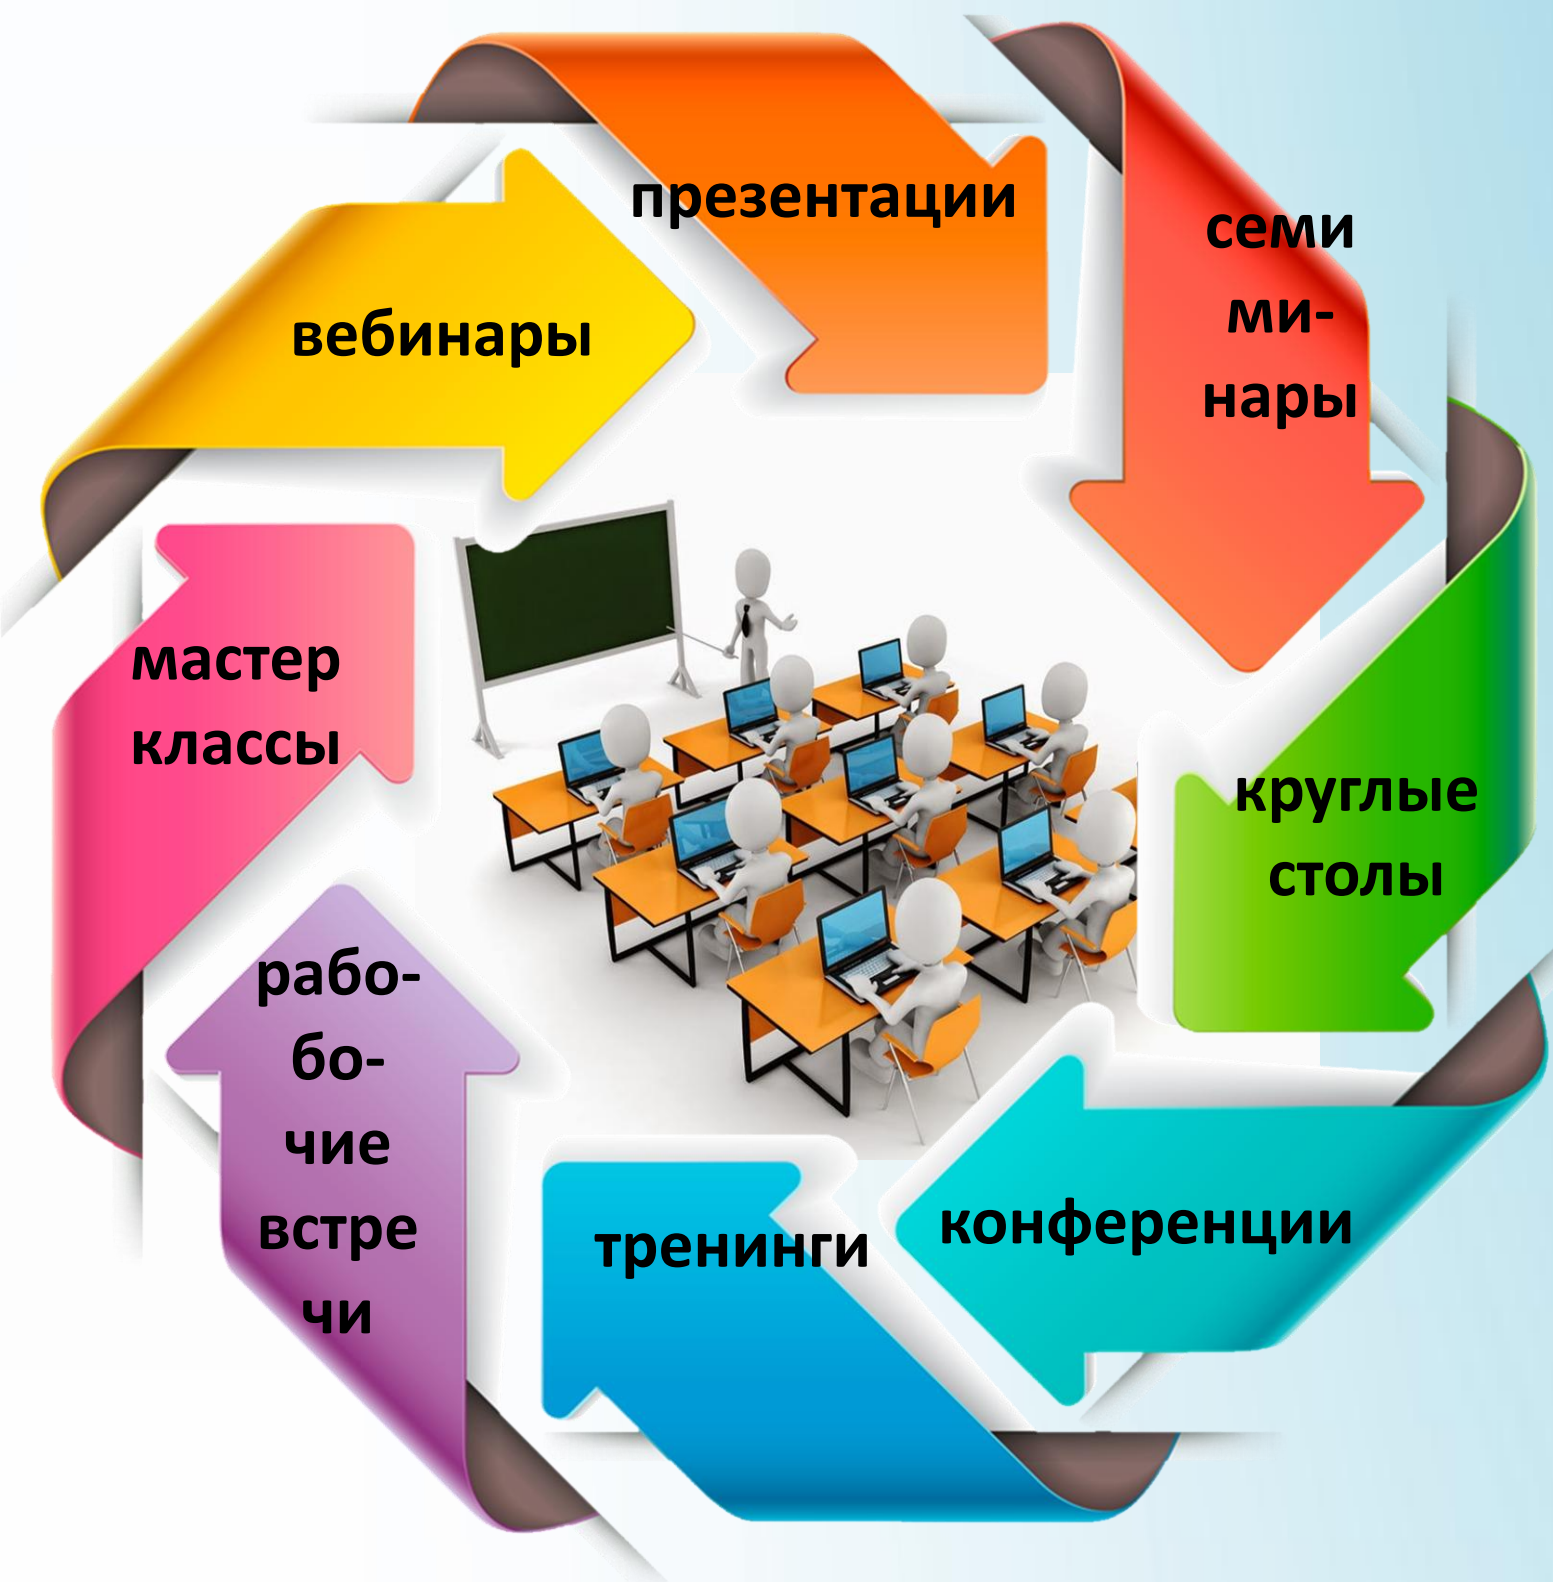 презентации
семи
ми-
нары
вебинары
круглые
столы
мастер
классы
рабо-
бо-
чие
встре
чи
тренинги
конференции